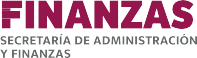 FINANZAS
SECRETARÍA DE ADMINISTRACIÓN
Y FINANZAS